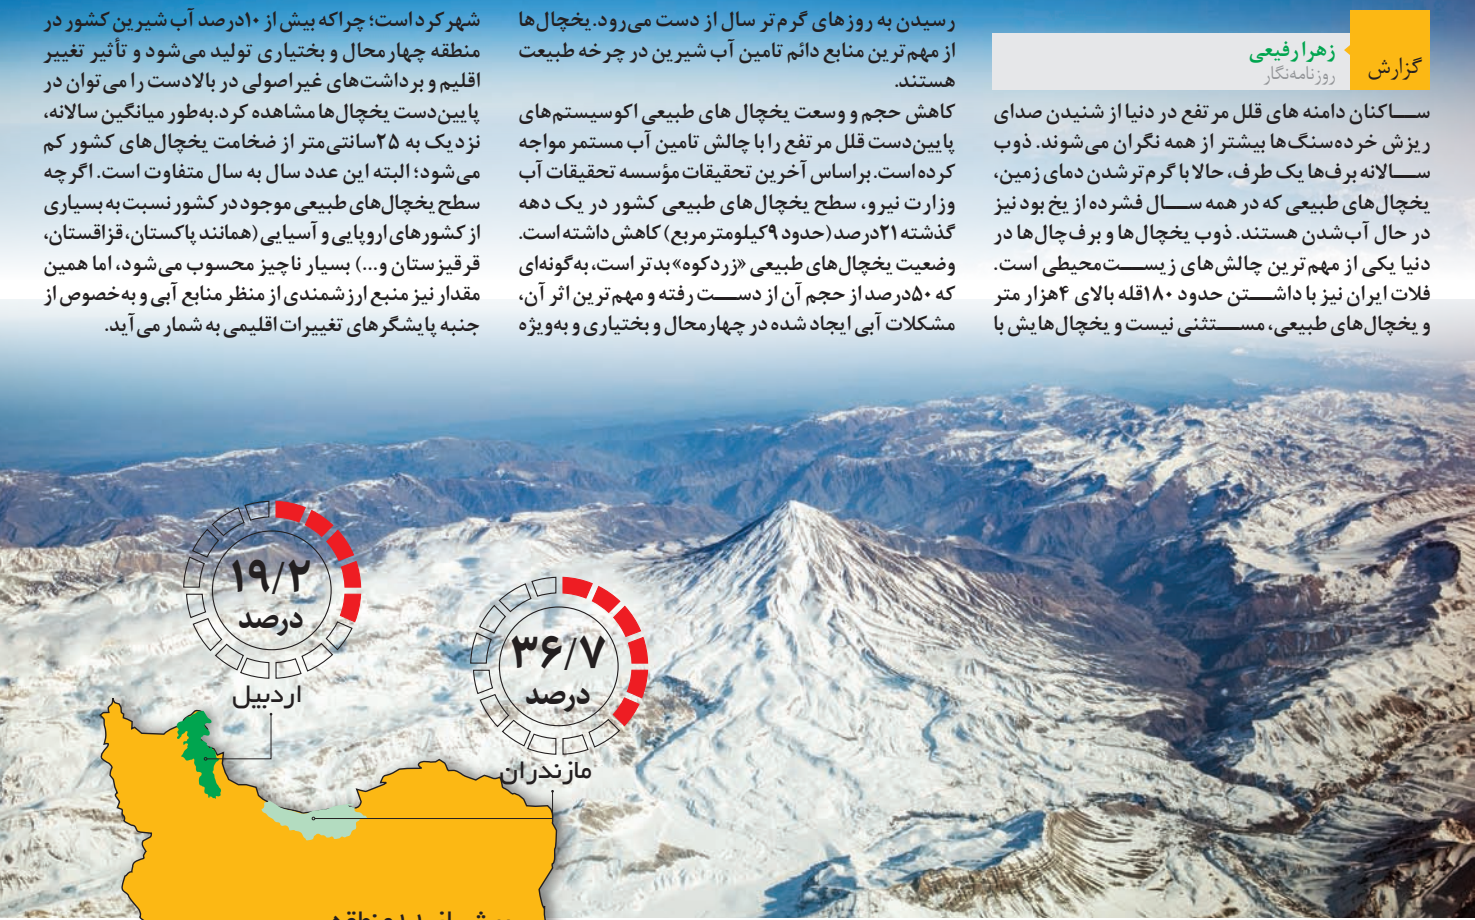 گزارش
زهرا رفیعی
روزنامه‌نگار
ساکنان دامنه های قلل مرتفع در دنیا از شنیدن صدای
ریزش خرده‌سنگ‌ها بیشتر از همه نگران می‌شوند. ذوب
سالانه برف‌ها یک طرف، حالا با گرم‌تر‌شدن دمای زمین،
یخچال‌های طبیعی که در همه سال فشرده از یخ بود نیز
در حال آب‌شدن هستند. ذوب یخچال‌ها و برف‌چال‌ها در
دنیا یکی از مهم‌ترین چالش‌های زیست‌محیطی است.
فلات ایران نیز با داشتن حدود ۱۸۰قله بالای ۴هزار متر
و یخچال‌های طبیعی، مستثنی نیست و یخچال‌هایش با
رسیدن به روزهای گرم‌تر سال از دست می‌رود. یخچال‌ها
از مهم‌ترین منابع دائم تامین آب شیرین در چرخه طبیعت
هستند.
کاهش حجم و وسعت یخچال های طبیعی اکوسیستم‌های
پایین‌دست قلل مرتفع را با چالش تامین آب مستمر مواجه
کرده‌است. براساس آخرین تحقیقات مؤسسه تحقیقات آب
وزارت نیرو، سطح یخچال‌های طبیعی کشور در یک دهه
گذشته ۲۱درصد (حدود ۹کیلومترمربع) کاهش داشته‌است.
وضعیت یخچال‌های طبیعی «زردکوه» بدتر است، به‌گونه‌ای
که ۵۰درصد از حجم آن از دست رفته و مهم‌ترین اثر آن،
مشکلات آبی ایجاد شده در چهارمحال و بختیاری و به‌ویژه
شهرکرد است؛ چراکه بیش از ۱۰درصد آب شیرین کشور در
منطقه چهارمحال و بختیاری تولید می‌شود و تأثیر تغییر
اقلیم و برداشت‌های غیراصولی در بالادست را می‌توان در
پایین‌دست یخچال‌ها مشاهده کرد.به‌طور میانگین سالانه،
نزدیک به ۲۵سانتی‌متر از ضخامت یخچال‌های کشور کم
می‌شود؛ البته این عدد سال به سال متفاوت است. اگرچه
سطح یخچال‌های طبیعی موجود در کشور نسبت به بسیاری
از کشورهای اروپایی و آسیایی (همانند پاکستان، قزاقستان،
قرقیزستان و...) بسیار ناچیز محسوب می‌شود، اما همین
مقدار نیز منبع ارزشمندی از منظر منابع آبی و به‌خصوص از
جنبه پایشگرهای تغییرات اقلیمی به شمار می‌آید.
۱۹/۲
درصد
اردبیل
۳۶/۷
درصد
مازندران